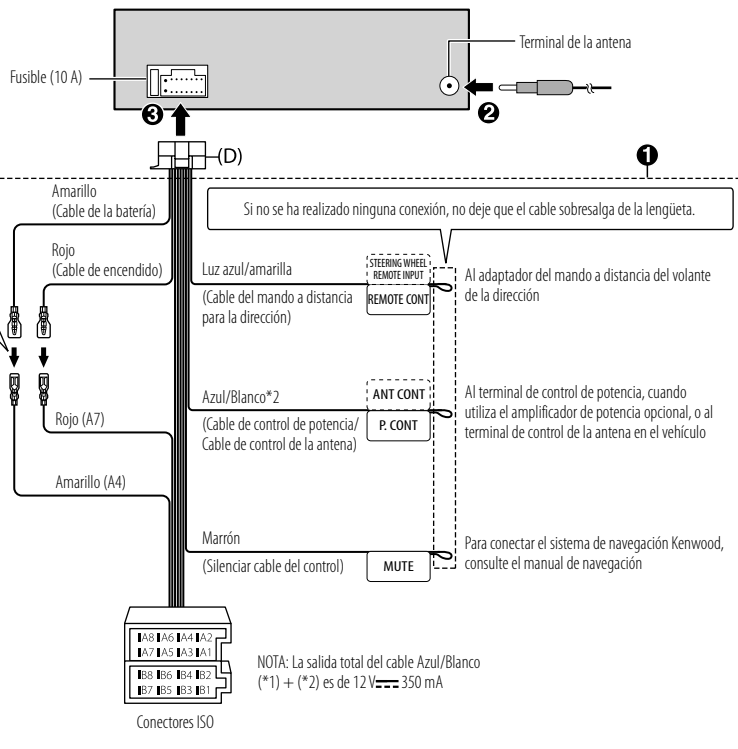 Terminal de la antena
Fusible (10 A)
❸
❷
(D)
❶
Amarillo
(Cable de la batería)
Si no se ha realizado ninguna conexión, no deje que el cable sobresalga de la lengüeta.
Rojo
(Cable de encendido)
Luz azul/amarilla
(Cable del mando a distancia
para la dirección)
STEERING WHEEL
REMOTE INPUT
REMOTE CONT
Al adaptador del mando a distancia del volante
de la dirección
Azul/Blanco*2
(Cable de control de potencia/
Cable de control de la antena)
ANT CONT
P. CONT
Al terminal de control de potencia, cuando
utiliza el amplificador de potencia opcional, o al
terminal de control de la antena en el vehículo
Rojo (A7)
Amarillo (A4)
Marrón
(Silenciar cable del control)
MUTE
Para conectar el sistema de navegación Kenwood,
consulte el manual de navegación
A8 A6 A4 A2
A7 A5 A3 A1
B8 B6 B4 B2
B7 B5 B3 B1
NOTA: La salida total del cable Azul/Blanco
(*1) + (*2) es de 12 V⎓350 mA
Conectores ISO